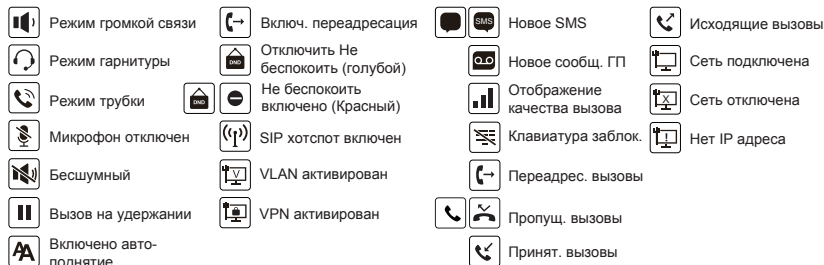 Режим громкой связи
Режим гарнитуры
Режим трубки
Микрофон отключен
Бесшумный
Вызов на удержании
AA
Включено авто-
поднятие
Включ. переадресация
DND
Отключить Не
беспокоить (голубой)
DND
Не беспокоить
включено (Красный)
SIP хотспот включен
V
VLAN активирован
VPN активирован
SMS
Новое SMS
Новое сообщ. ГП
Отображение
качества вызова
Клавиатура заблок.
Переадрес. вызовы
Пропущ. вызовы
Принят. вызовы
Исходящие вызовы
Сеть подключена
X
Сеть отключена
!
Нет IP адреса